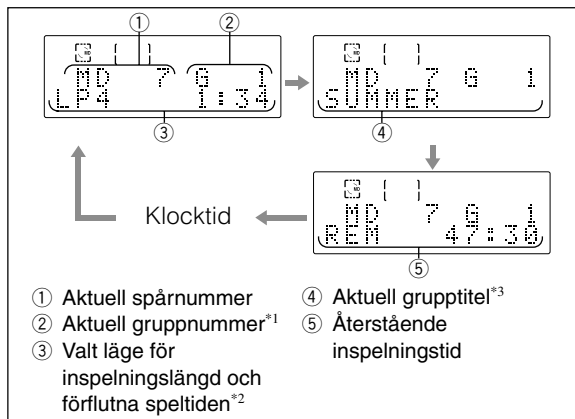 ① ②
MD 7 G 1
LP4 1:34
③
MD 7 G 1
SUMMER
④
MD 7 G 1
REM 47:30
⑤
Klocktid
① Aktuell spårnummer
② Aktuell gruppnummer*1
③ Valt läge för
inspelningslängd och
förflutna speltiden*2
④ Aktuell grupptitel*3
⑤ Återstående
inspelningstid